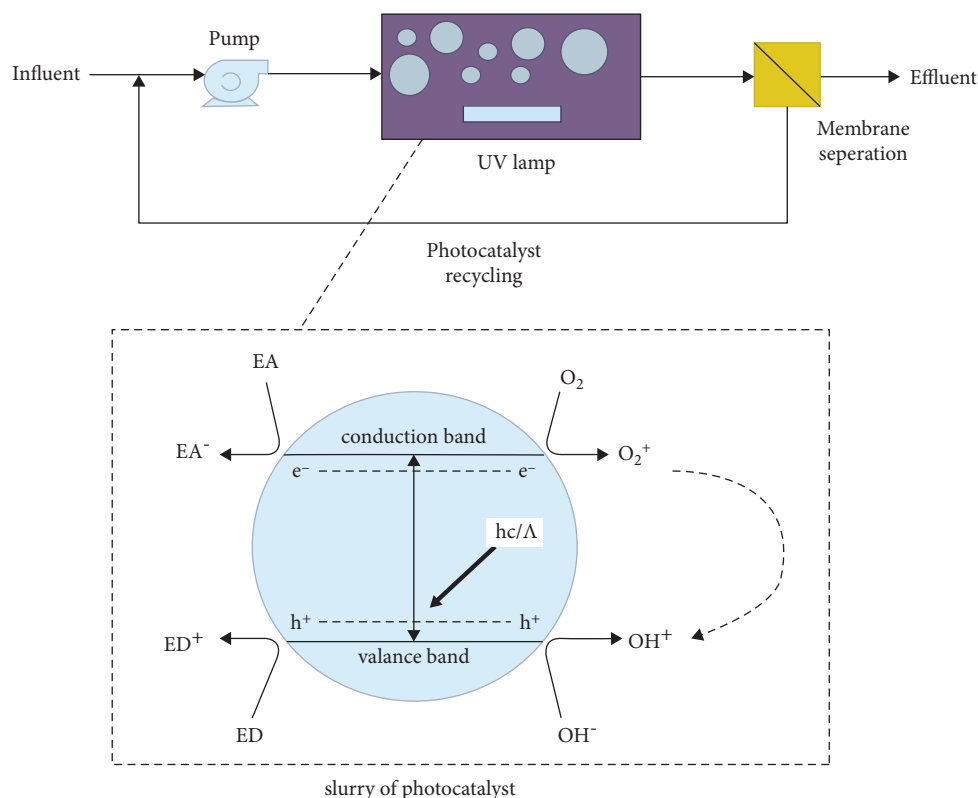 Pump
Influent
Effluent
UV lamp
Membrane
seperation
Photocatalyst
recycling
EA
O₂
conduction band
EA⁻
O₂⁺
e⁻
e⁻
hc/Λ
h⁺
h⁺
ED⁺
OH⁺
valance band
ED
OH⁻
slurry of photocatalyst